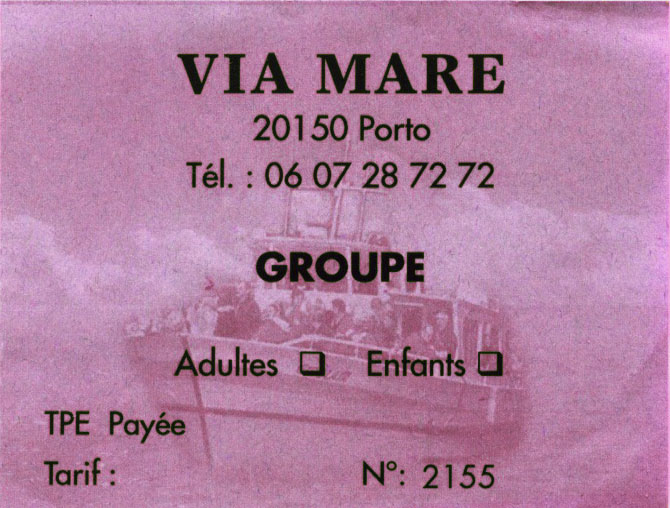 VIA MARE
20150 Porto
Tél. : 06 07 28 72 72
GROUPE
Adultes ❏ Enfants ❏
TPE Payée
Tarif : N°: 2155